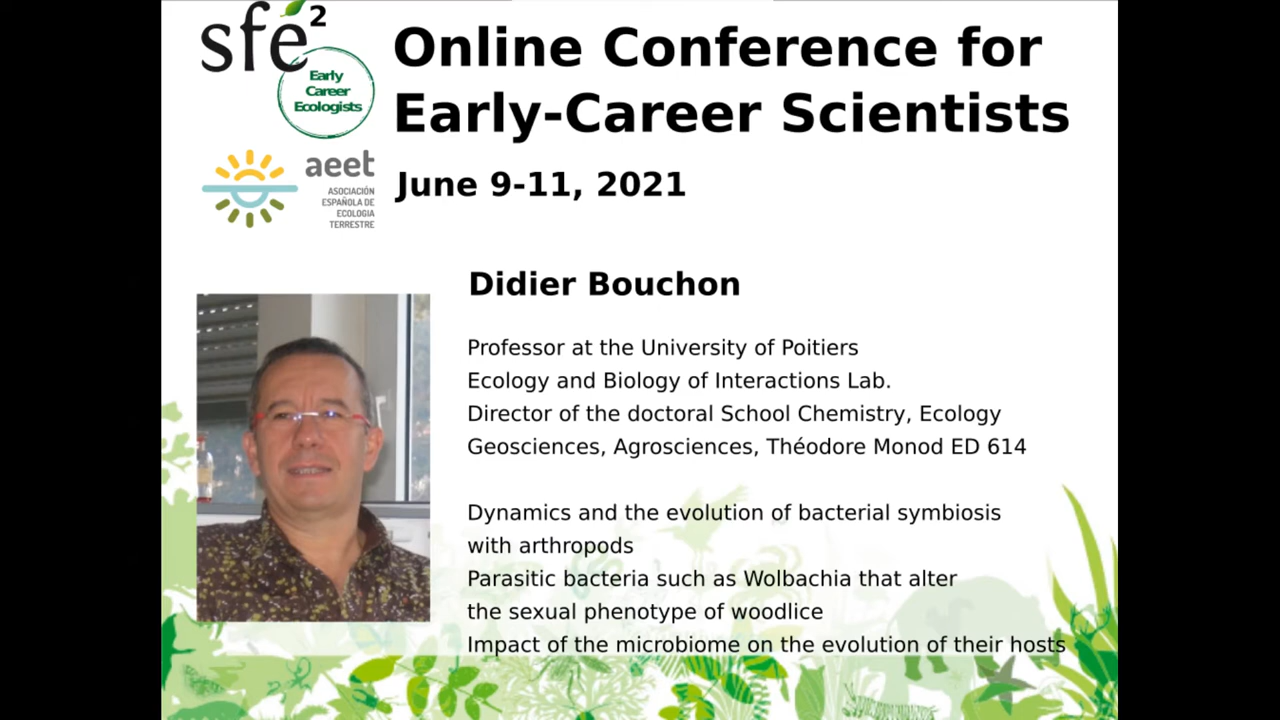 sfe²
Early
Career
Ecologists
aeet
ASOCIACIÓN
ESPAÑOLA DE
ECOLOGIA
TERRESTRE
Online Conference for
Early-Career Scientists
June 9-11, 2021
Didier Bouchon
Professor at the University of Poitiers
Ecology and Biology of Interactions Lab.
Director of the doctoral School Chemistry, Ecology
Geosciences, Agrosciences, Théodore Monod ED 614
Dynamics and the evolution of bacterial symbiosis
with arthropods
Parasitic bacteria such as Wolbachia that alter
the sexual phenotype of woodlice
Impact of the microbiome on the evolution of their hosts